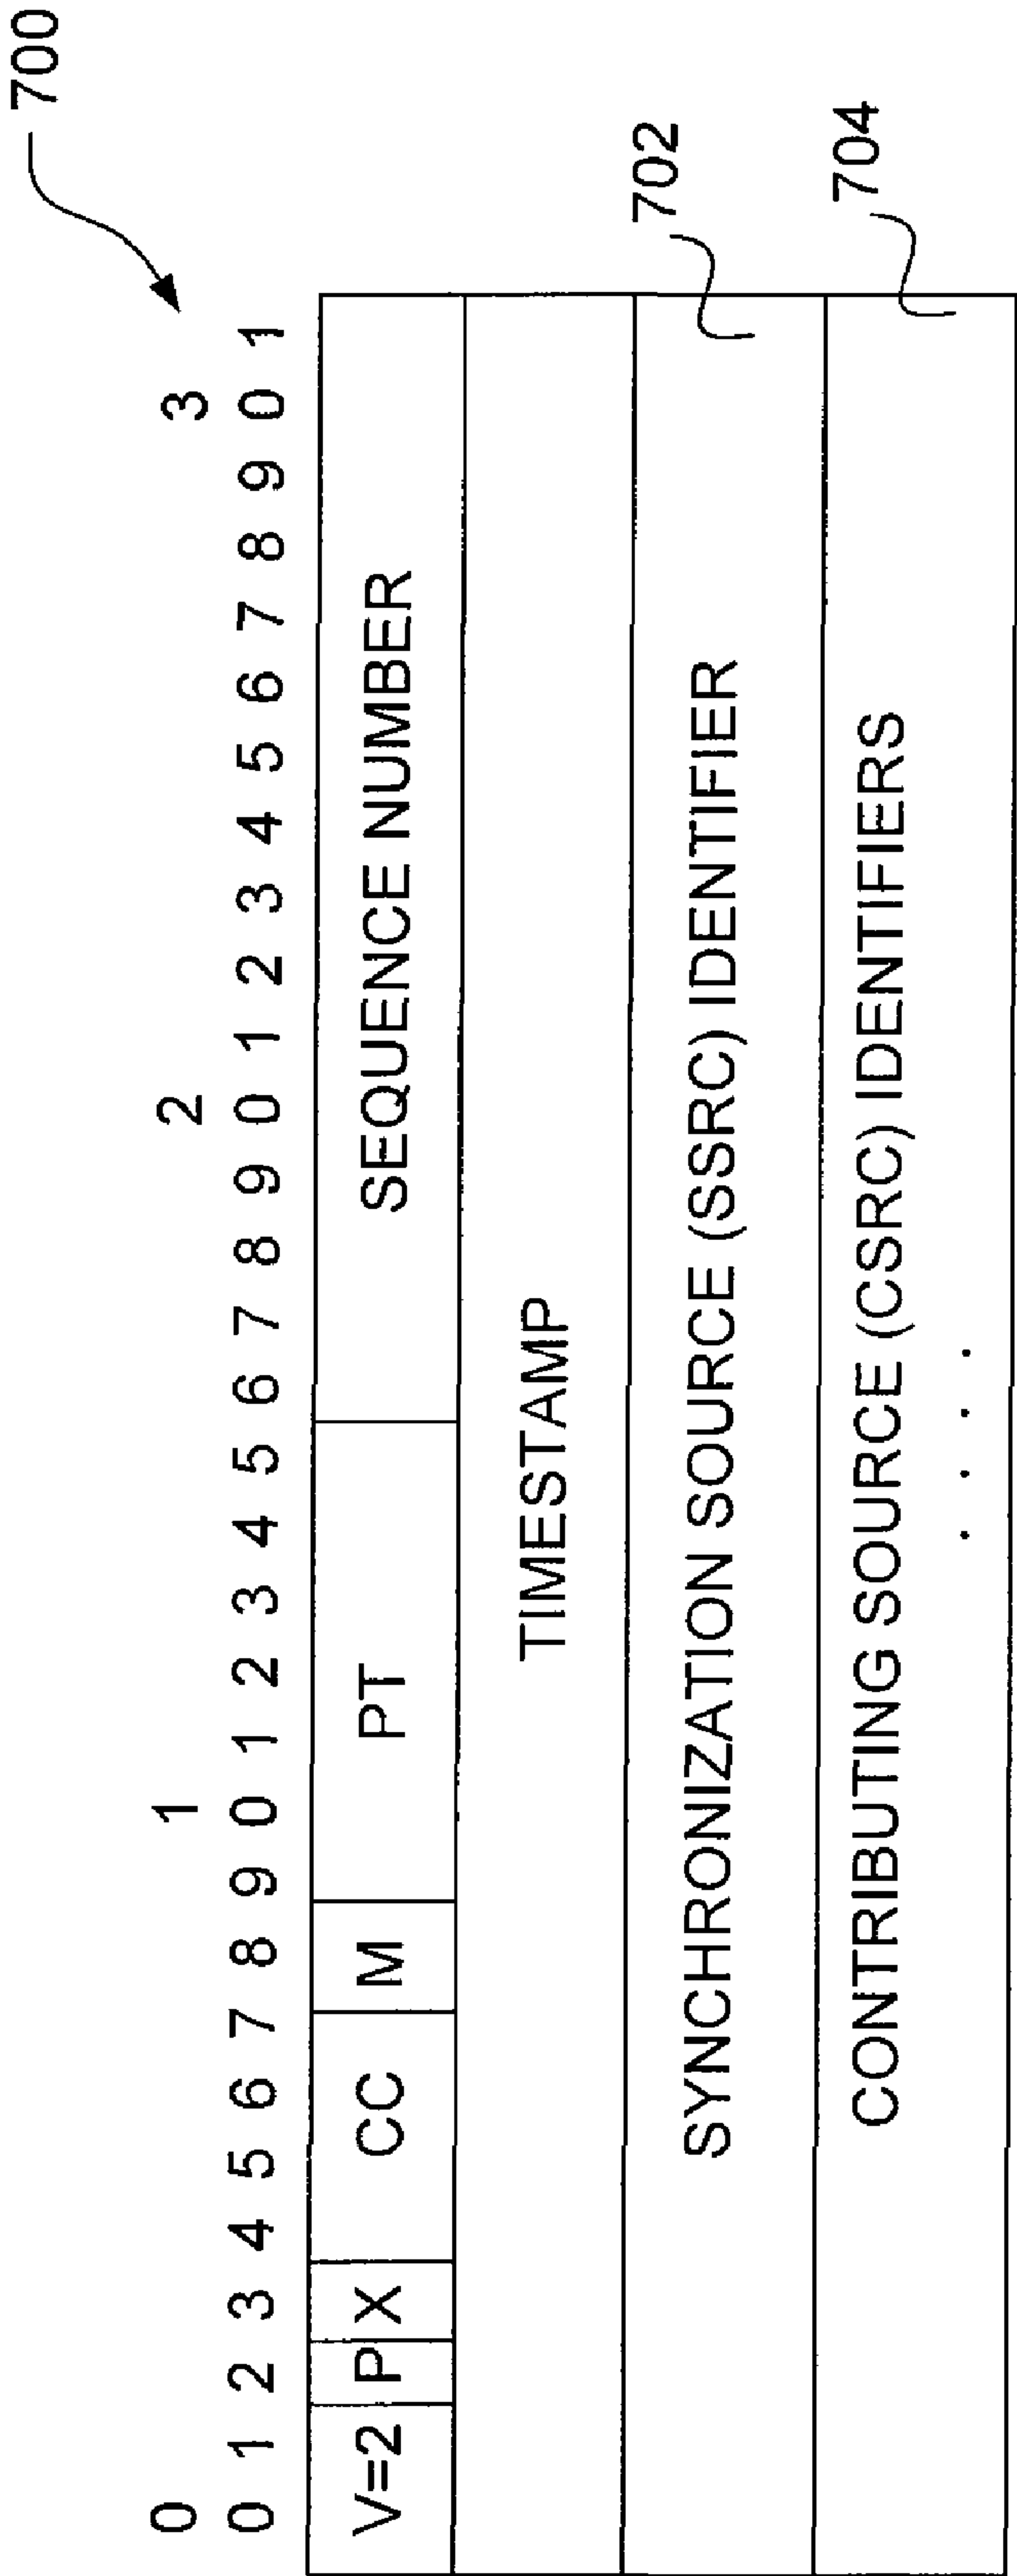 700
0 1 2 3
0 1 2 3 4 5 6 7 8 9 0 1 2 3 4 5 6 7 8 9 0 1 2 3 4 5 6 7 8 9 0 1
V=2 P X CC M PT SEQUENCE NUMBER
TIMESTAMP
SYNCHRONIZATION SOURCE (SSRC) IDENTIFIER 702
CONTRIBUTING SOURCE (CSRC) IDENTIFIERS 704
. . . .